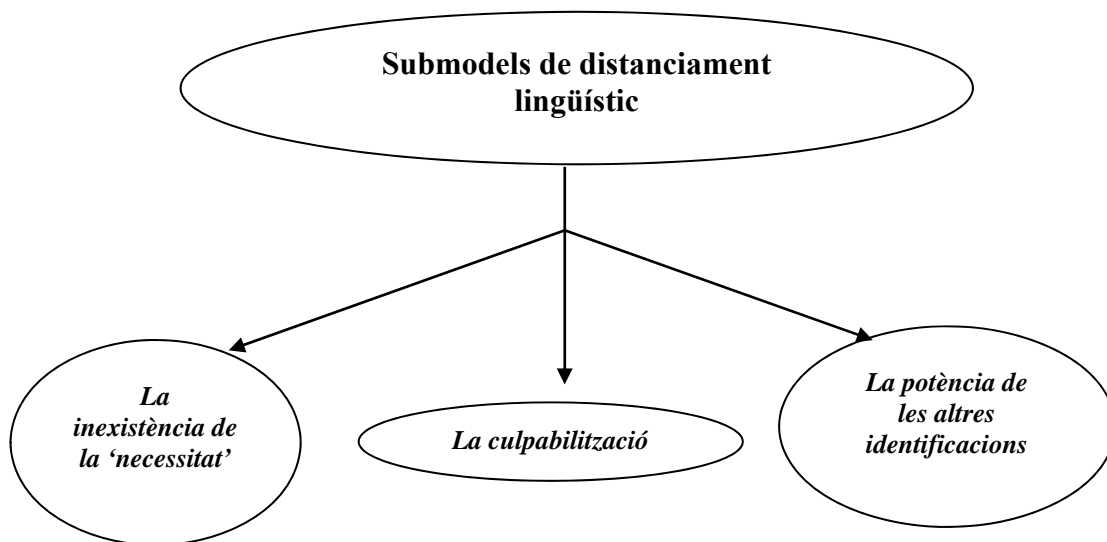 Submodels de distanciament
lingüístic
La
inexistència de
la ‘necessitat’
La culpabilització
La potència de
les altres
identificacions